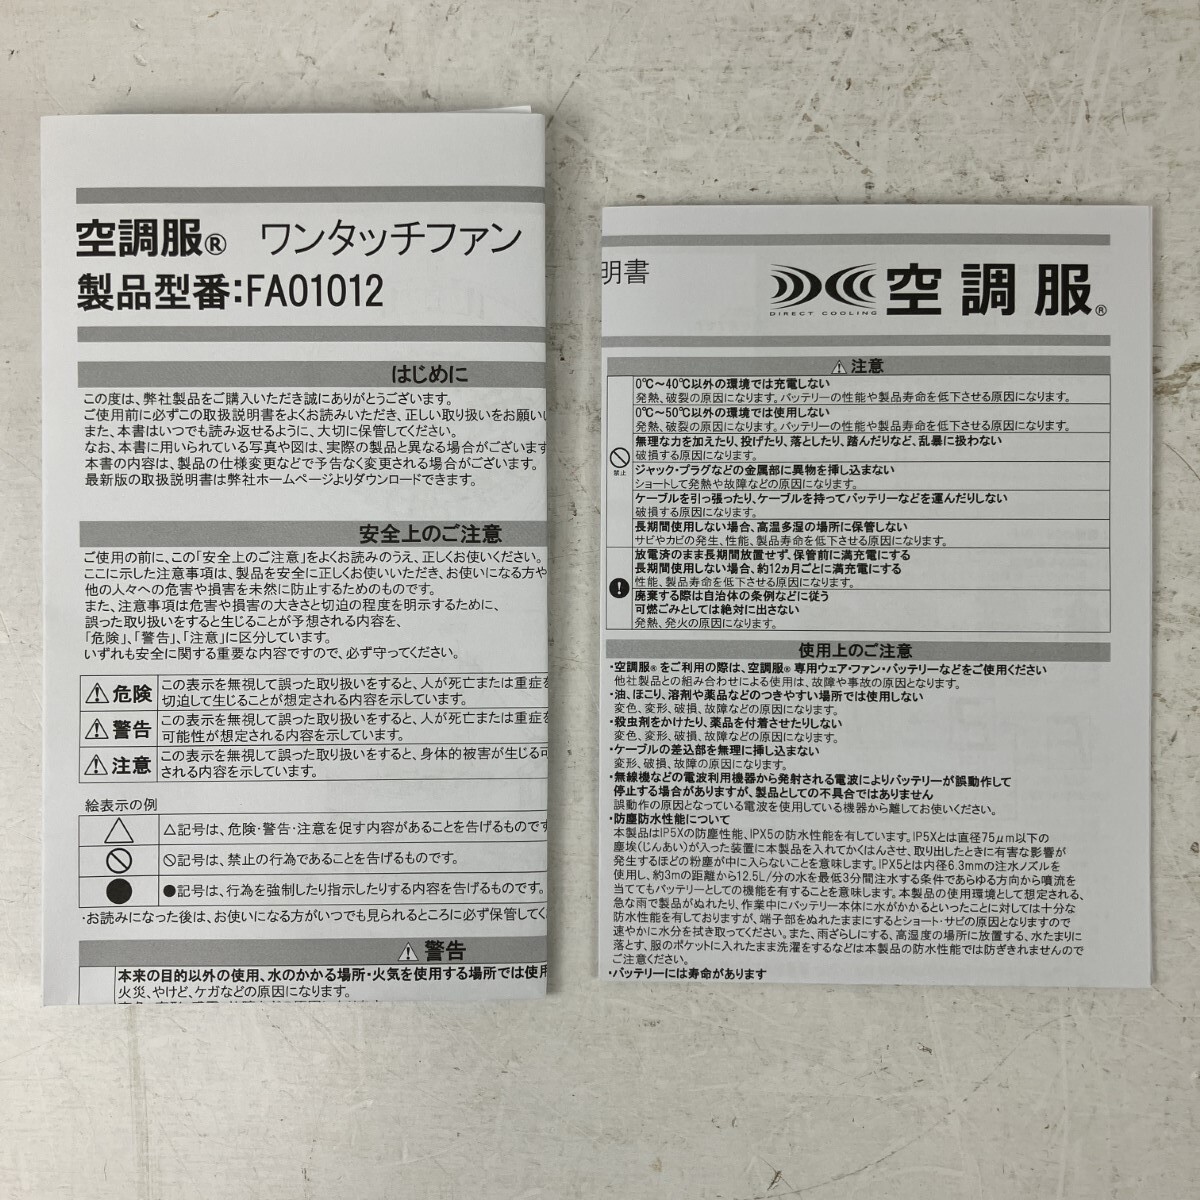 空調服® ワンタッチファン
製品型番:FA01012
はじめに
この度は、弊社製品をご購入いただき誠にありがとうございます。
ご使用前に必ずこの取扱説明書をよくお読みいただき、正しい取り扱いをお願いい
また、本書はいつでも読み返せるように、大切に保管してください。
なお、本書に用いられている写真や図は、実際の製品と異なる場合がございます
本書の内容は、製品の仕様変更などで予告なく変更される場合がございます。
最新版の取扱説明書は弊社ホームページよりダウンロードできます。
安全上のご注意
ご使用の前に、この「安全上のご注意」をよくお読みのうえ、正しくお使いください。
ここに示した注意事項は、製品を安全に正しくお使いいただき、お使いになる方や
他の人々への危害や損害を未然に防止するためのものです。
また、注意事項は危害や損害の大きさと切迫の程度を明示するために、
誤った取り扱いをすると生じることが予想される内容を、
「危険」、「警告」、「注意」に区分しています。
いずれも安全に関する重要な内容ですので、必ず守ってください。
⚠危険 この表示を無視して誤った取り扱いをすると、人が死亡または重症を
切迫して生じることが想定される内容を示しています。
⚠警告 この表示を無視して誤った取り扱いをすると、人が死亡または重症を
可能性が想定される内容を示しています。
⚠注意 この表示を無視して誤った取り扱いをすると、身体的被害が生じる可
される内容を示しています。
絵表示の例
△記号は、危険・警告・注意を促す内容があることを告げるものです
🛇記号は、禁止の行為であることを告げるものです。
●記号は、行為を強制したり指示したりする内容を告げるものです。
・お読みになった後は、お使いになる方がいつでも見られるところに必ず保管してく
⚠ 警告
本来の目的以外の使用、水のかかる場所・火気を使用する場所では使用
火災、やけど、ケガなどの原因になります。
明書
DIRECT COOLING
空調服®
⚠ 注意
0℃～40℃以外の環境では充電しない
発熱、破裂の原因になります。バッテリーの性能や製品寿命を低下させる原因になります。
0℃～50℃以外の環境では使用しない
発熱、破裂の原因になります。バッテリーの性能や製品寿命を低下させる原因になります。
無理な力を加えたり、投げたり、落としたり、踏んだりなど、乱暴に扱わない
破損する原因になります。
禁止
ジャック・プラグなどの金属部に異物を挿し込まない
ショートして発熱や故障などの原因になります。
ケーブルを引っ張ったり、ケーブルを持ってバッテリーなどを運んだりしない
破損する原因になります。
長期間使用しない場合、高温多湿の場所に保管しない
サビやカビの発生、性能、製品寿命を低下させる原因になります。
放電済のまま長期間放置せず、保管前に満充電にする
長期間使用しない場合、約12ヵ月ごとに満充電にする
性能、製品寿命を低下させる原因になります。
廃棄する際は自治体の条例などに従う
可燃ごみとしては絶対に出さない
発熱、発火の原因になります。
使用上のご注意
・空調服®をご利用の際は、空調服®専用ウェア・ファン・バッテリーなどをご使用ください
他社製品との組み合わせによる使用は、故障や事故の原因となります。
・油、ほこり、溶剤や薬品などのつきやすい場所では使用しない
変色、変形、破損、故障などの原因になります。
・殺虫剤をかけたり、薬品を付着させたりしない
変色、変形、破損、故障などの原因になります。
・ケーブルの差込部を無理に挿し込まない
変形、破損、故障の原因になります。
・無線機などの電波利用機器から発射される電波によりバッテリーが誤動作して
停止する場合がありますが、製品としての不具合ではありません
誤動作の原因となっている電波を使用している機器から離してお使いください。
・防塵防水性能について
本製品はIP5Xの防塵性能、IPX5の防水性能を有しています。IP5Xとは直径75μm以下の
塵埃(じんあい)が入った装置に本製品を入れてかくはんさせ、取り出したときに有害な影響が
発生するほどの粉塵が中に入らないことを意味します。IPX5とは内径6.3mmの注水ノズルを
使用し、約3mの距離から12.5L/分の水を最低3分間注水する条件であらゆる方向から噴流を
当ててもバッテリーとしての機能を有することを意味します。本製品の使用環境として想定される、
急な雨で製品がぬれたり、作業中にバッテリー本体に水がかかるといったことに対しては十分な
防水性能を有しておりますが、端子部をぬれたままにするとショート・サビの原因となりますので
速やかに水分を拭き取ってください。また、雨ざらしにする、高湿度の場所に放置する、水たまりに
落とす、服のポケットに入れたまま洗濯をするなどは本製品の防水性能では防ぎきれませんので
ご注意ください。
・バッテリーには寿命があります